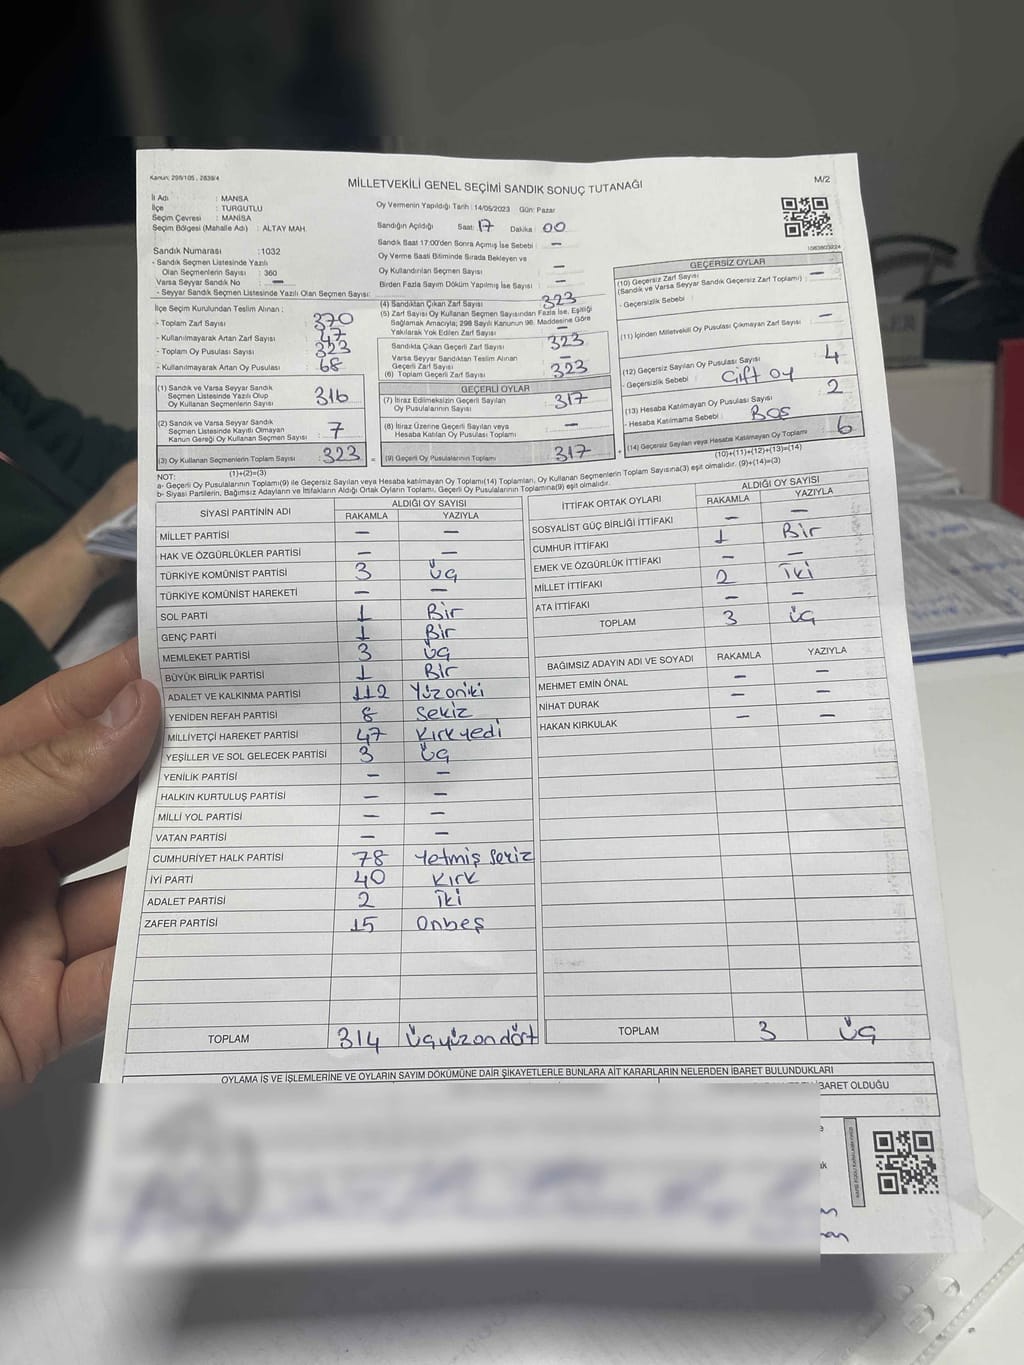 Kanun; 298/105 , 2839/4
MİLLETVEKİLİ GENEL SEÇİMİ SANDIK SONUÇ TUTANAĞI
M/2
İl Adı : MANİSA
İlçe : TURGUTLU
Seçim Çevresi : MANİSA
Seçim Bölgesi (Mahalle Adı) : ALTAY MAH.
Oy Vermenin Yapıldığı Tarih : 14/05/2023 Gün: Pazar
Sandığın Açıldığı Saat: 17 Dakika: 00
Sandık Saat 17:00'den Sonra Açımış İse Sebebi : –
Oy Verme Saati Bitiminde Sırada Bekleyen ve
Oy Kullandırılan Seçmen Sayısı : –
Birden Fazla Sayım Döküm Yapılmış İse Sayısı : –
Sandık Numarası : 1032
- Sandık Seçmen Listesinde Yazılı
Olan Seçmenlerin Sayısı : 360
Varsa Seyyar Sandık No : –
- Seyyar Sandık Seçmen Listesinde Yazılı Olan Seçmen Sayısı:
İlçe Seçim Kurulundan Teslim Alınan ;
- Toplam Zarf Sayısı : 370
- Kullanılmayarak Artan Zarf Sayısı : 47
- Toplam Oy Pusulası Sayısı : 323
- Kullanılmayarak Artan Oy Pusulası : 68
(1) Sandık ve Varsa Seyyar Sandık
Seçmen Listesinde Yazılı Olup
Oy Kullanan Seçmenlerin Sayısı : 316
(2) Sandık ve Varsa Seyyar Sandık
Seçmen Listesinde Kayıtlı Olmayan
Kanun Gereği Oy Kullanan Seçmen Sayısı : 7
(3) Oy Kullanan Seçmenlerin Toplam Sayısı : 323
(1)+(2)=(3)
(4) Sandıktan Çıkan Zarf Sayısı : 323
(5) Zarf Sayısı Oy Kullanan Seçmen Sayısından Fazla İse, Eşitliği
Sağlamak Amacıyla; 298 Sayılı Kanunun 98. Maddesine Göre
Yakılarak Yok Edilen Zarf Sayısı : –
Sandıkta Çıkan Geçerli Zarf Sayısı : 323
Varsa Seyyar Sandıktan Teslim Alınan
Geçerli Zarf Sayısı : –
(6) Toplam Geçerli Zarf Sayısı : 323
GEÇERLİ OYLAR
(7) İtiraz Edilmeksizin Geçerli Sayılan
Oy Pusulalarının Sayısı : 317
(8) İtiraz Üzerine Geçerli Sayılan veya
Hesaba Katılan Oy Pusulası Toplamı : –
(9) Geçerli Oy Pusulalarının Toplamı : 317
1083803224
GEÇERSİZ OYLAR
(10) Geçersiz Zarf Sayısı
(Sandık ve Varsa Seyyar Sandık Geçersiz Zarf Toplamı) : –
- Geçersizlik Sebebi :
(11) İçinden Milletvekili Oy Pusulası Çıkmayan Zarf Sayısı : –
(12) Geçersiz Sayılan Oy Pusulası Sayısı : 4
- Geçersizlik Sebebi : Çift oy
(13) Hesaba Katılmayan Oy Pusulası Sayısı : 2
- Hesaba Katılmama Sebebi : Boş
(14) Geçersiz Sayılan veya Hesaba Katılmayan Oy Toplamı : 6
(10)+(11)+(12)+(13)=(14)
NOT:
a- Geçerli Oy Pusulalarının Toplamı(9) ile Geçersiz Sayılan veya Hesaba katılmayan Oy Toplamı(14) Toplamları, Oy Kullanan Seçmenlerin Toplam Sayısına(3) eşit olmalıdır. (9)+(14)=(3)
b- Siyasi Partilerin, Bağımsız Adayların ve İttifakların Aldığı Ortak Oyların Toplamı, Geçerli Oy Pusulalarının Toplamına(9) eşit olmalıdır.
SİYASİ PARTİNİN ADI ALDIĞI OY SAYISI
RAKAMLA YAZIYLA
MİLLET PARTİSİ – –
HAK VE ÖZGÜRLÜKLER PARTİSİ – –
TÜRKİYE KOMÜNİST PARTİSİ 3 Üç
TÜRKİYE KOMÜNİST HAREKETİ – –
SOL PARTİ 1 Bir
GENÇ PARTİ 1 Bir
MEMLEKET PARTİSİ 3 Üç
BÜYÜK BİRLİK PARTİSİ 1 Bir
ADALET VE KALKINMA PARTİSİ 112 Yüzoniki
YENİDEN REFAH PARTİSİ 8 Sekiz
MİLLİYETÇİ HAREKET PARTİSİ 47 Kırkyedi
YEŞİLLER VE SOL GELECEK PARTİSİ 3 Üç
YENİLİK PARTİSİ – –
HALKIN KURTULUŞ PARTİSİ – –
MİLLİ YOL PARTİSİ – –
VATAN PARTİSİ – –
CUMHURİYET HALK PARTİSİ 78 Yetmiş sekiz
İYİ PARTİ 40 Kırk
ADALET PARTİSİ 2 İki
ZAFER PARTİSİ 15 Onbeş
TOPLAM 314 Üçyüzondört
İTTİFAK ORTAK OYLARI ALDIĞI OY SAYISI
RAKAMLA YAZIYLA
SOSYALİST GÜÇ BİRLİĞİ İTTİFAKI – –
CUMHUR İTTİFAKI 1 Bir
EMEK VE ÖZGÜRLÜK İTTİFAKI – –
MİLLET İTTİFAKI 2 İki
ATA İTTİFAKI – –
TOPLAM 3 Üç
BAĞIMSIZ ADAYIN ADI VE SOYADI RAKAMLA YAZIYLA
MEHMET EMİN ÖNAL – –
NİHAT DURAK – –
HAKAN KIRKULAK – –
TOPLAM 3 Üç
OYLAMA İŞ VE İŞLEMLERİNE VE OYLARIN SAYIM DÖKÜMÜNE DAİR ŞİKAYETLERLE BUNLARA AİT KARARLARIN NELERDEN İBARET BULUNDUKLARI
İBARET OLDUĞU